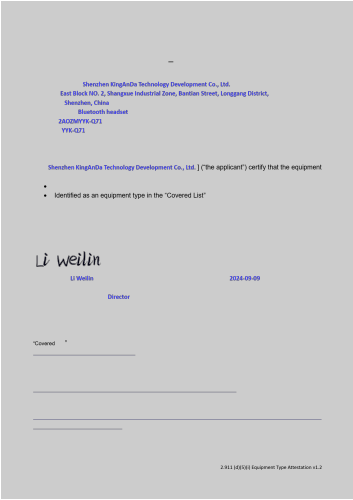 –
Shenzhen KingAnDa Technology Development Co., Ltd.
East Block NO. 2, Shangxue Industrial Zone, Bantian Street, Longgang District,
Shenzhen, China
Bluetooth headset
2AOZMYYK-Q71
YYK-Q71
Shenzhen KingAnDa Technology Development Co., Ltd. ] ("the applicant") certify that the equipment
•
• Identified as an equipment type in the "Covered List"
Li Weilin
Li Weilin 2024-09-09
Director
"Covered "
2.911 (d)(5)(i) Equipment Type Attestation v1.2